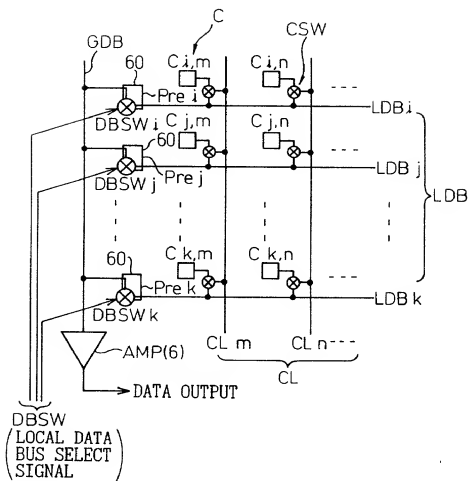 C
GDB
60
C i,m
C i,n
CSW
Pre i
LDB i
DBSW i
C j,m
C j,n
60
Pre j
LDB j
DBSW j
LDB
C k,m
C k,n
60
Pre k
LDB k
DBSW k
AMP(6)
CL m
CL n
CL
DATA OUTPUT
DBSW
(LOCAL DATA
BUS SELECT
SIGNAL)